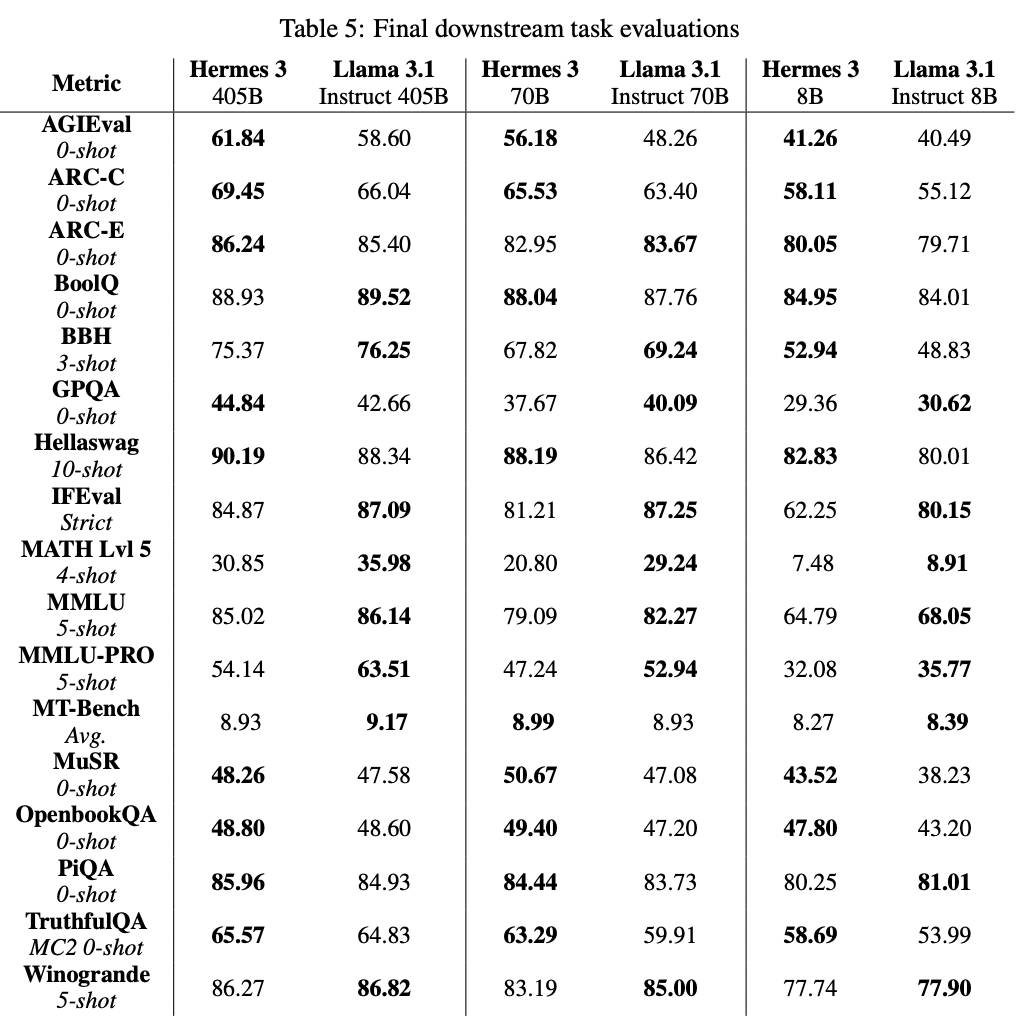 Table 5: Final downstream task evaluations
Metric Hermes 3 Llama 3.1 Hermes 3 Llama 3.1 Hermes 3 Llama 3.1
405B Instruct 405B 70B Instruct 70B 8B Instruct 8B
AGIEval
0-shot 61.84 58.60 56.18 48.26 41.26 40.49
ARC-C
0-shot 69.45 66.04 65.53 63.40 58.11 55.12
ARC-E
0-shot 86.24 85.40 82.95 83.67 80.05 79.71
BoolQ
0-shot 88.93 89.52 88.04 87.76 84.95 84.01
BBH
3-shot 75.37 76.25 67.82 69.24 52.94 48.83
GPQA
0-shot 44.84 42.66 37.67 40.09 29.36 30.62
Hellaswag
10-shot 90.19 88.34 88.19 86.42 82.83 80.01
IFEval
Strict 84.87 87.09 81.21 87.25 62.25 80.15
MATH Lvl 5
4-shot 30.85 35.98 20.80 29.24 7.48 8.91
MMLU
5-shot 85.02 86.14 79.09 82.27 64.79 68.05
MMLU-PRO
5-shot 54.14 63.51 47.24 52.94 32.08 35.77
MT-Bench
Avg. 8.93 9.17 8.99 8.93 8.27 8.39
MuSR
0-shot 48.26 47.58 50.67 47.08 43.52 38.23
OpenbookQA
0-shot 48.80 48.60 49.40 47.20 47.80 43.20
PiQA
0-shot 85.96 84.93 84.44 83.73 80.25 81.01
TruthfulQA
MC2 0-shot 65.57 64.83 63.29 59.91 58.69 53.99
Winogrande
5-shot 86.27 86.82 83.19 85.00 77.74 77.90